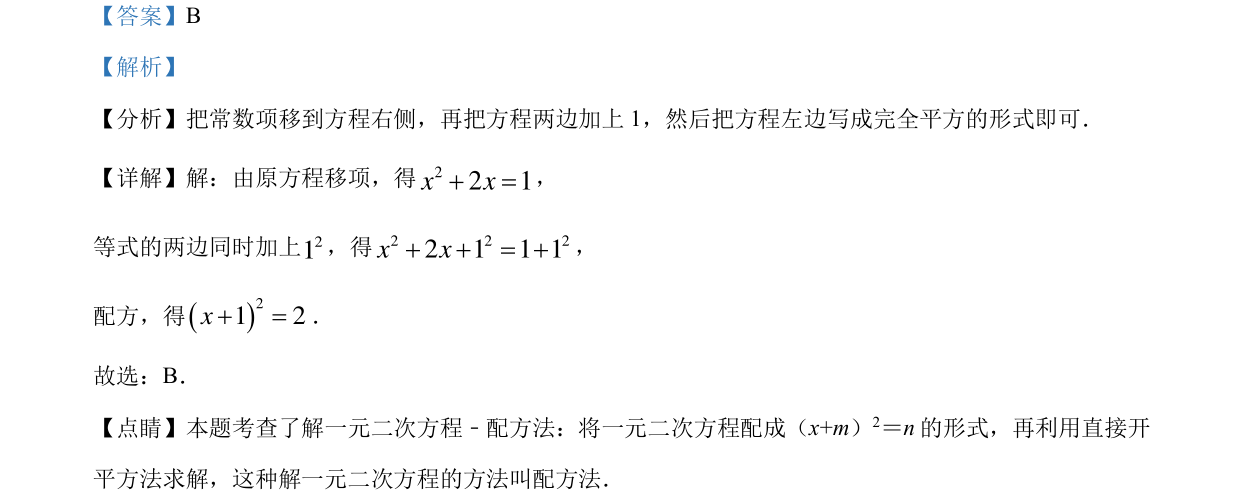 【答案】B
【解析】
【分析】把常数项移到方程右侧，再把方程两边加上 1，然后把方程左边写成完全平方的形式即可．
【详解】解：由原方程移项，得 x² + 2x = 1，
等式的两边同时加上 1²，得 x² + 2x + 1² = 1 + 1²，
配方，得 (x+1)² = 2．
故选：B．
【点睛】本题考查了解一元二次方程﹣配方法：将一元二次方程配成（x+m）²＝n 的形式，再利用直接开
平方法求解，这种解一元二次方程的方法叫配方法．